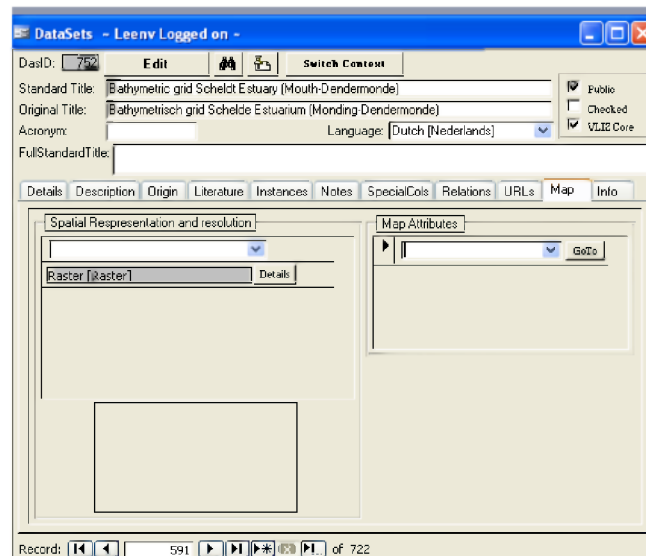 DataSets - Leenv Logged on -
DasID: 752 Edit Switch Context
Standard Title: Bathymetric grid Scheldt Estuary (Mouth-Dendermonde)
Original Title: Bathymetrisch grid Schelde Estuarium (Monding-Dendermonde)
Acronym: Language: Dutch [Nederlands]
FullStandardTitle:
Public
Checked
VLIZ Core
Details Description Origin Literature Instances Notes SpecialCols Relations URLs Map Info
Spatial Respresentation and resolution
Raster [Raster] Details
Map Attributes
GoTo
Record: 591 of 722